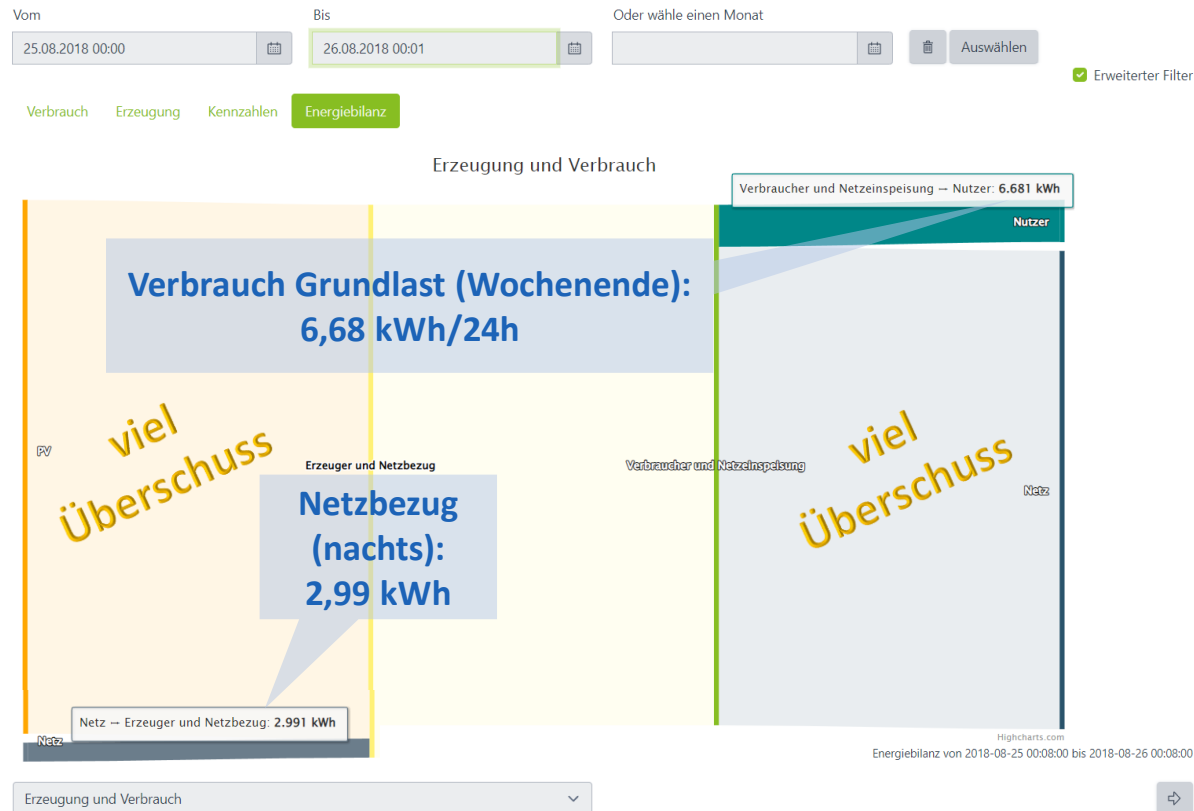 Vom
Bis
Oder wähle einen Monat
25.08.2018 00:00
26.08.2018 00:01
Auswählen
Erweiterter Filter
Verbrauch
Erzeugung
Kennzahlen
Energiebilanz
Erzeugung und Verbrauch
Verbraucher und Netzeinspeisung → Nutzer: 6.681 kWh
Nutzer
Verbrauch Grundlast (Wochenende):
6,68 kWh/24h
viel
Überschuss
viel
Überschuss
PV
Erzeuger und Netzbezug
Verbraucher und Netzeinspeisung
Netz
Netzbezug
(nachts):
2,99 kWh
Netz → Erzeuger und Netzbezug: 2.991 kWh
Netz
Highcharts.com
Energiebilanz von 2018-08-25 00:08:00 bis 2018-08-26 00:08:00
Erzeugung und Verbrauch